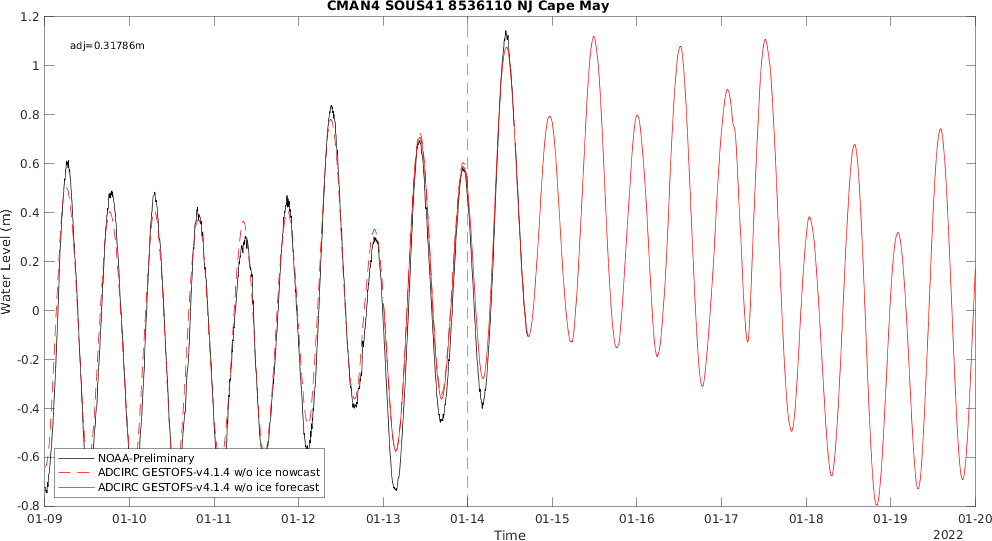 CMAN4 SOUS41 8536110 NJ Cape May
adj=0.31786m
1.2
1
0.8
0.6
0.4
0.2
0
-0.2
-0.4
-0.6
-0.8
Water Level (m)
NOAA-Preliminary
ADCIRC GESTOFS-v4.1.4 w/o ice nowcast
ADCIRC GESTOFS-v4.1.4 w/o ice forecast
01-09 01-10 01-11 01-12 01-13 01-14 01-15 01-16 01-17 01-18 01-19 01-20
Time
2022